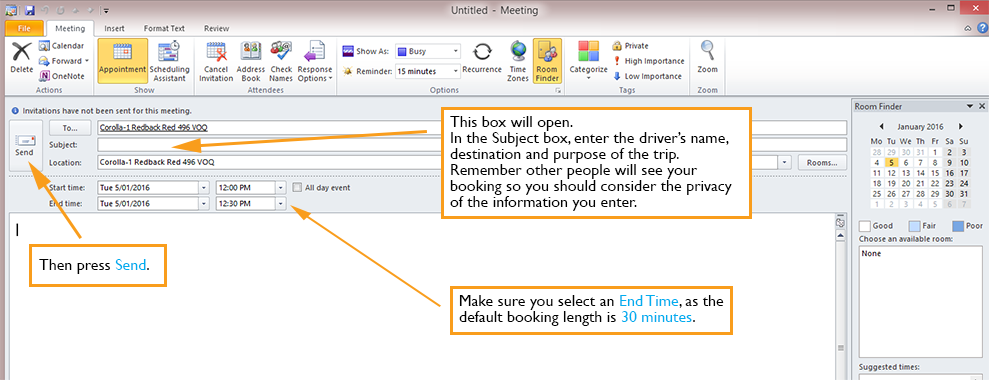 Untitled - Meeting
File Meeting Insert Format Text Review
Delete
Calendar
Forward
OneNote
Actions
Appointment
Scheduling
Assistant
Show
Cancel
Invitation
Address
Book
Check
Names
Response
Options
Attendees
Show As: Busy
Reminder: 15 minutes
Recurrence
Time
Zones
Room
Finder
Options
Categorize
Private
High Importance
Low Importance
Tags
Zoom
Zoom
Invitations have not been sent for this meeting.
Send
To... Corolla-1 Redback Red 496 VOQ
Subject:
Location: Corolla-1 Redback Red 496 VOQ Rooms...
Start time: Tue 5/01/2016 12:00 PM All day event
End time: Tue 5/01/2016 12:30 PM
This box will open.
In the Subject box, enter the driver's name,
destination and purpose of the trip.
Remember other people will see your
booking so you should consider the privacy
of the information you enter.
Then press Send.
Make sure you select an End Time, as the
default booking length is 30 minutes.
Room Finder
January 2016
Mo Tu We Th Fr Sa Su
28 29 30 31 1 2 3
4 5 6 7 8 9 10
11 12 13 14 15 16 17
18 19 20 21 22 23 24
25 26 27 28 29 30 31
1 2 3 4 5 6 7
Good Fair Poor
Choose an available room:
None
Suggested times: